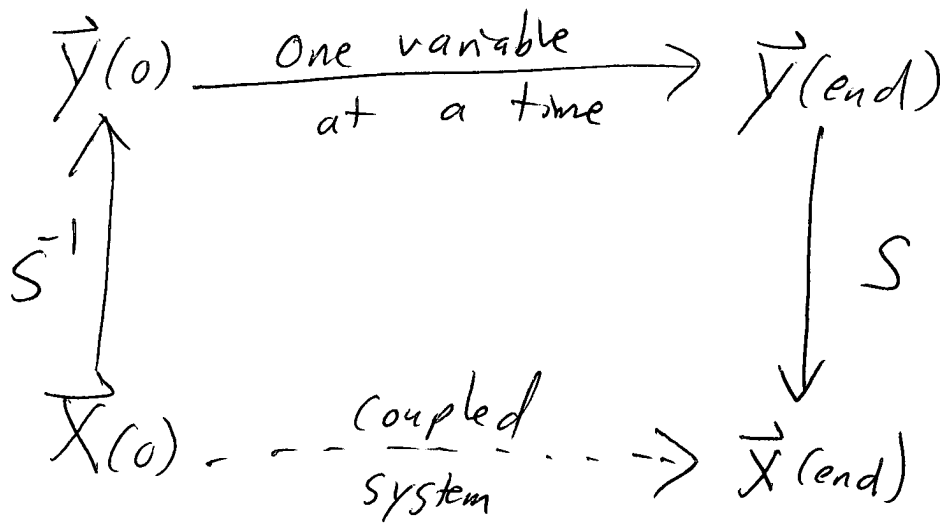 Y⃗(0) One variable Y⃗(end)
at a time
S⁻¹ S
X⃗(0) Coupled X⃗(end)
system